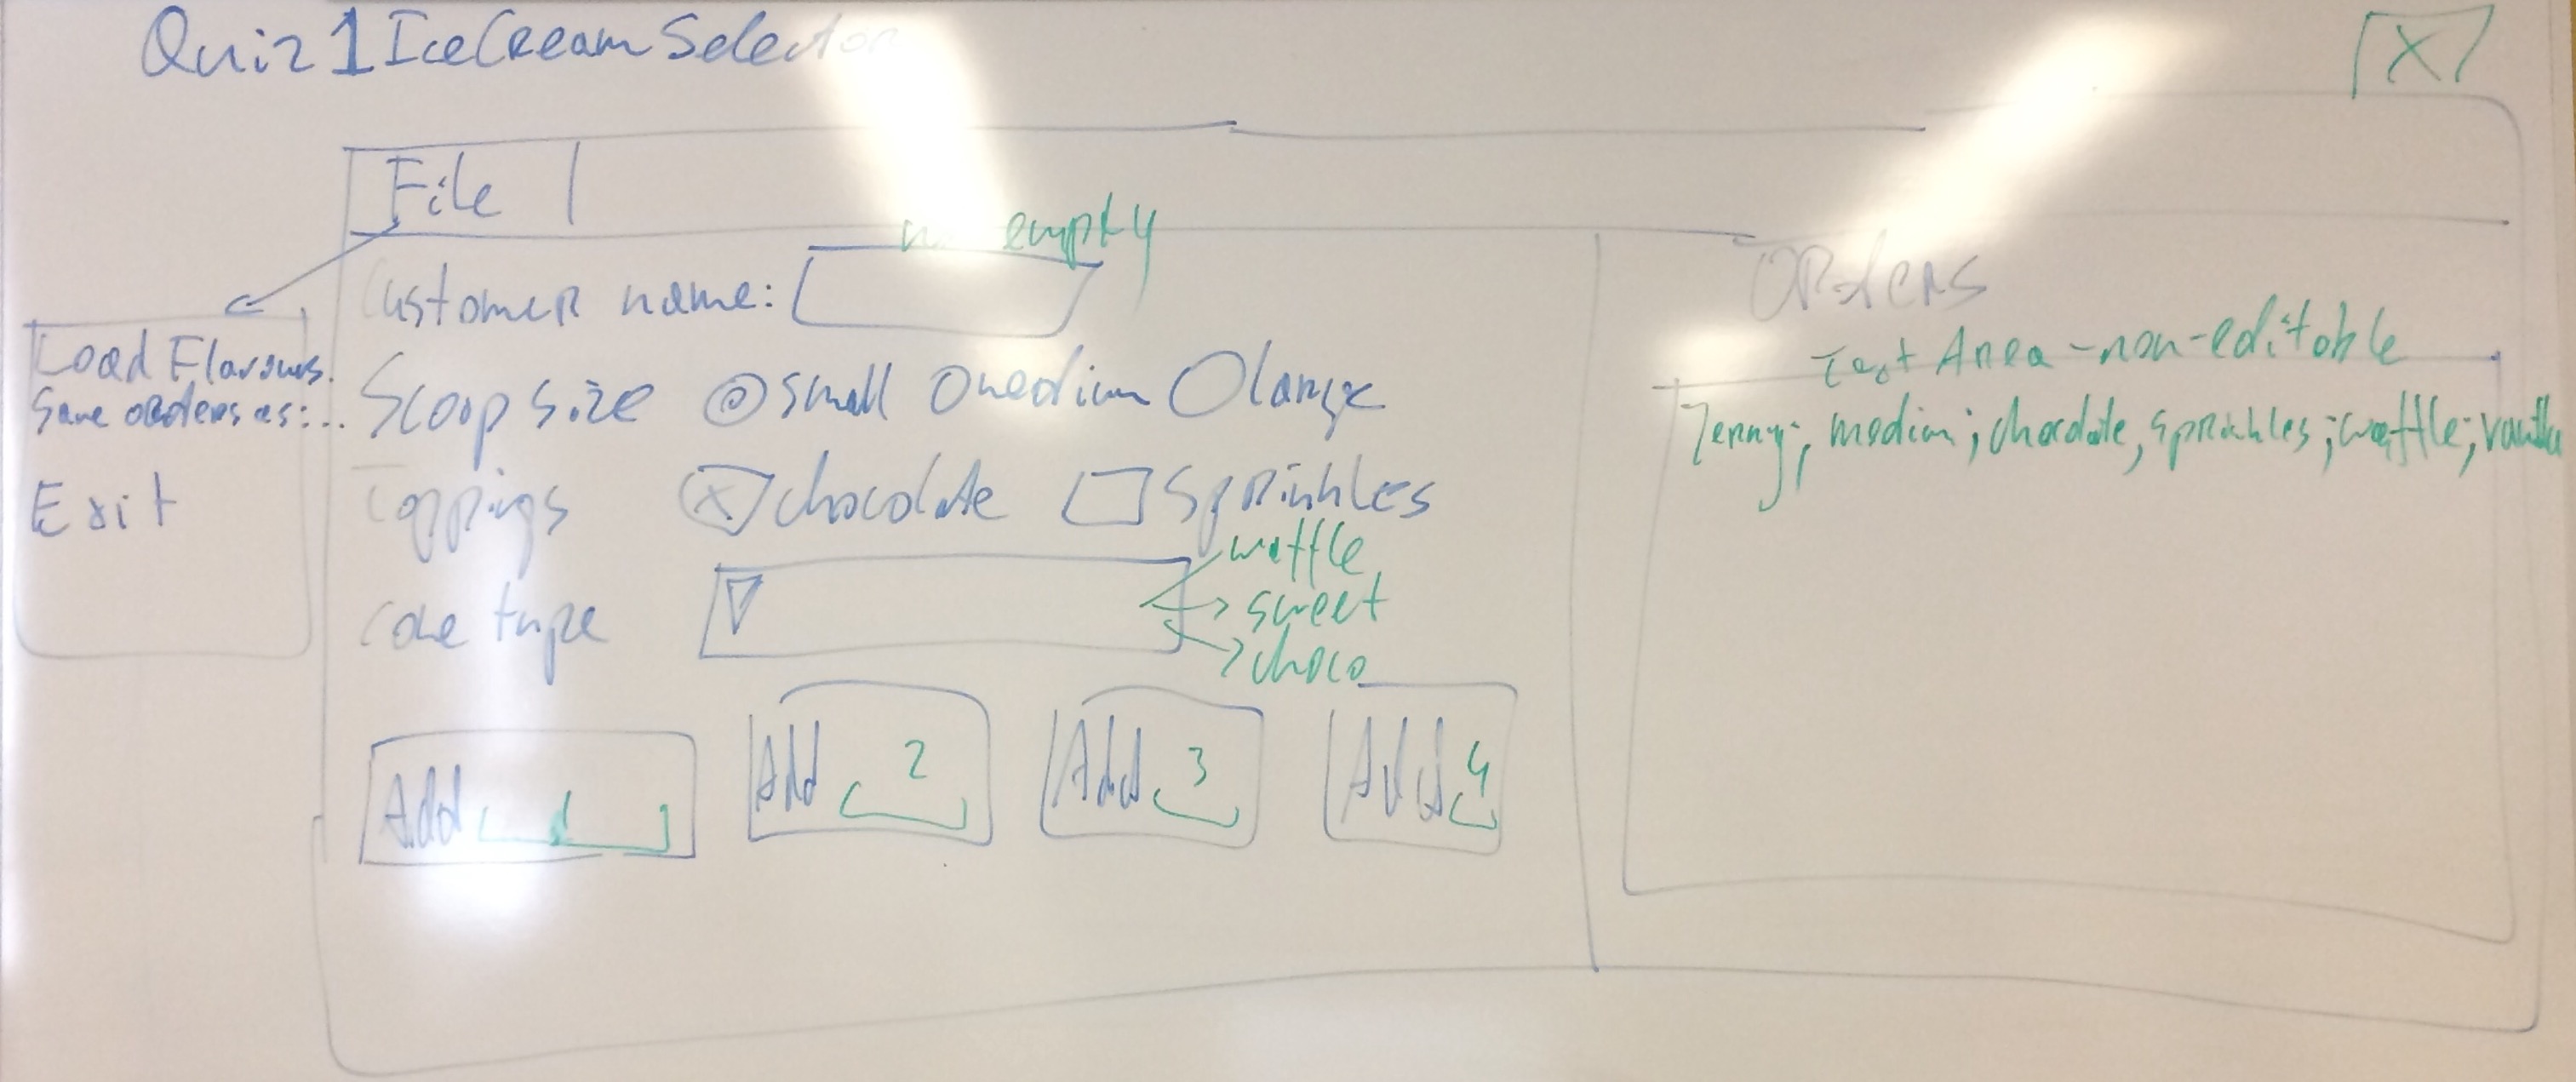 Quiz 1 IceCream Selector
X
File
not empty
Customer name:
Load Flavours
Save orders as:...
Exit
Scoop size small medium large
Toppings X chocolate Sprinkles
Cone type
waffle
sweet
choco
Add 1
Add 2
Add 3
Add 4
Orders
Text Area - non-editable
Jenny; medium; chocolate, sprinkles; waffle; vanilla